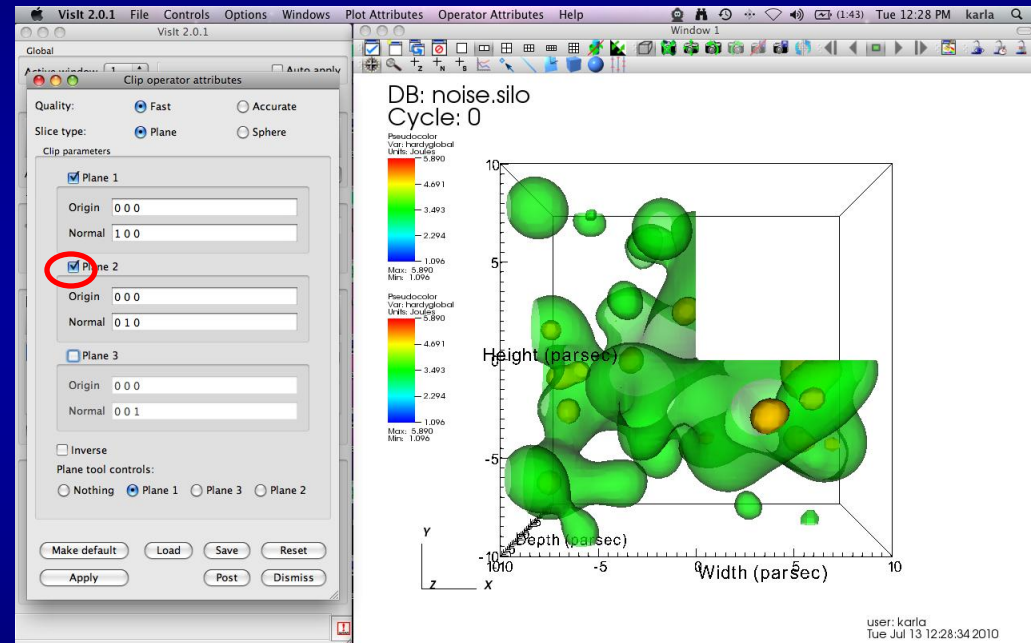 VisIt 2.0.1 File Controls Options Windows Plot Attributes Operator Attributes Help (1:43) Tue 12:28 PM karla
VisIt 2.0.1
Global
Active window 1 Auto apply
Clip operator attributes
Quality: Fast Accurate
Slice type: Plane Sphere
Clip parameters
Plane 1
Origin 0 0 0
Normal 1 0 0
Plane 2
Origin 0 0 0
Normal 0 1 0
Plane 3
Origin 0 0 0
Normal 0 0 1
Inverse
Plane tool controls:
Nothing Plane 1 Plane 3 Plane 2
Make default Load Save Reset
Apply Post Dismiss
Window 1
DB: noise.silo
Cycle: 0
Pseudocolor
Var: hardyglobal
Units: Joules
5.890
4.691
3.493
2.294
1.096
Max: 5.890
Min: 1.096
Pseudocolor
Var: hardyglobal
Units: Joules
5.890
4.691
3.493
2.294
1.096
Max: 5.890
Min: 1.096
10
5
Height (parsec)
-5
-10
Depth (parsec)
-5
0
Width (parsec)
10
Y
Z X
user: karla
Tue Jul 13 12:28:34 2010